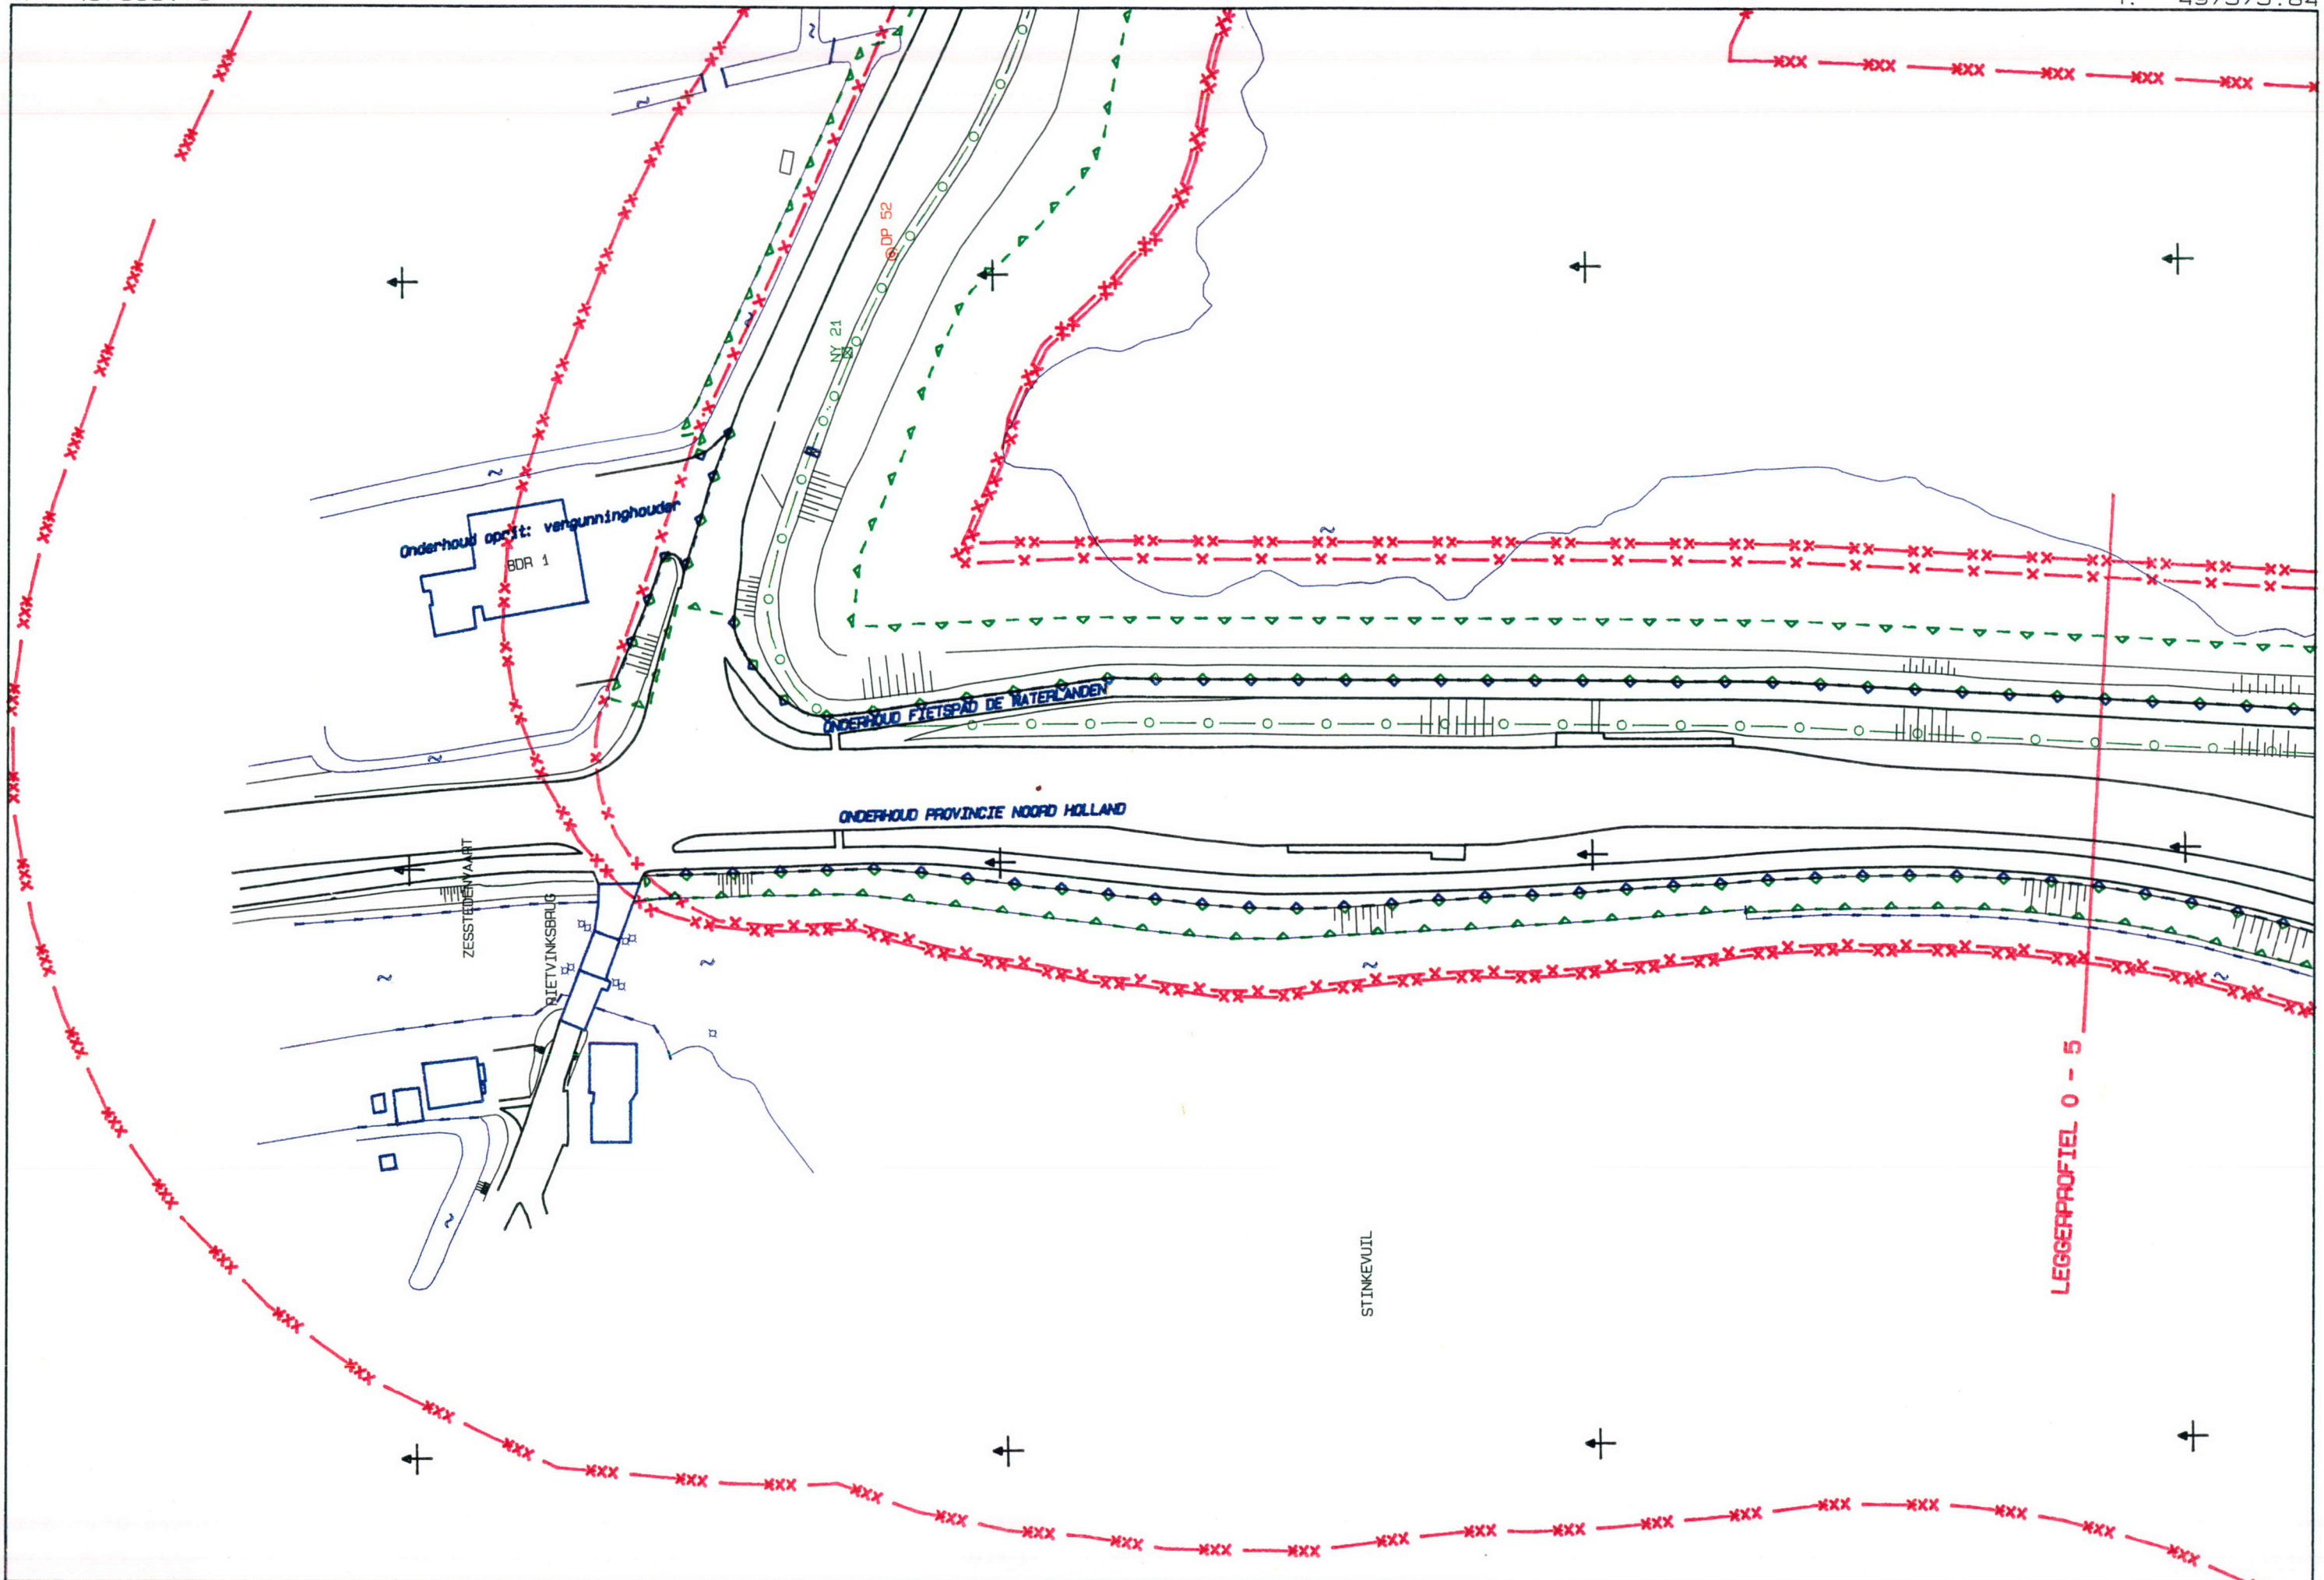 DP 52
NY 21
Onderhoud oprit: vergunninghouder
BDR 1
ONDERHOUD FIETSPAD DE WATERLANDEN
ONDERHOUD PROVINCIE NOORD HOLLAND
ZESSTEDENVAART
RIETVINKSBRUG
LEGGERPROFIEL 0 - 5
STINKEVUIL